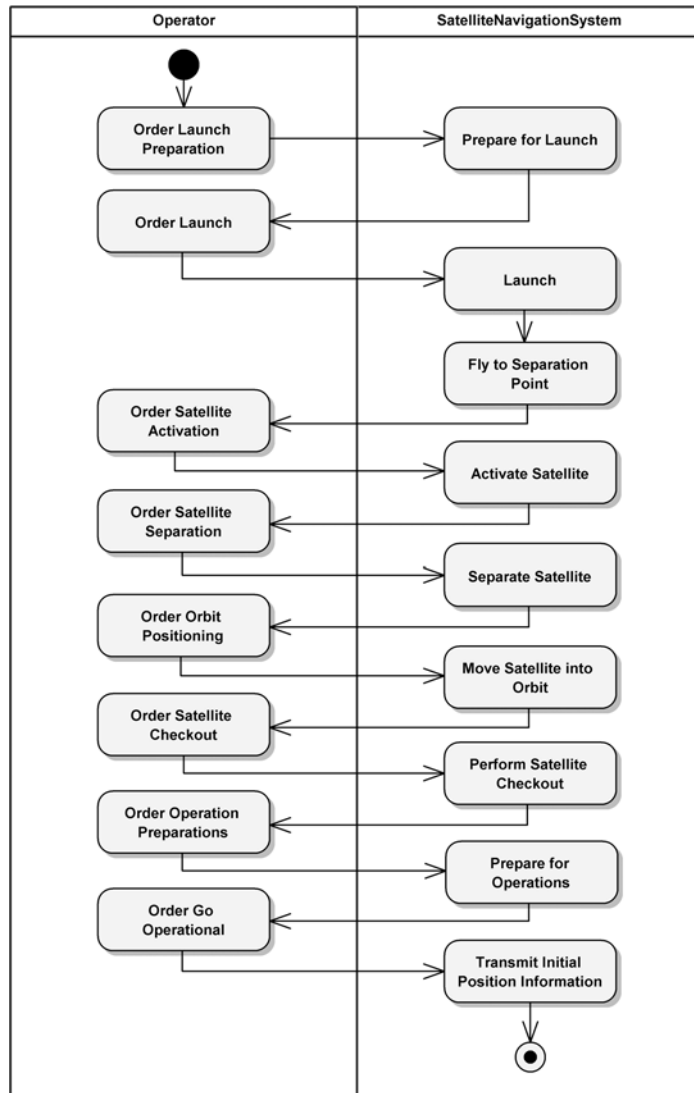 Operator
SatelliteNavigationSystem
Order Launch
Preparation
Prepare for Launch
Order Launch
Launch
Fly to Separation
Point
Order Satellite
Activation
Activate Satellite
Order Satellite
Separation
Separate Satellite
Order Orbit
Positioning
Move Satellite into
Orbit
Order Satellite
Checkout
Perform Satellite
Checkout
Order Operation
Preparations
Prepare for
Operations
Order Go
Operational
Transmit Initial
Position Information